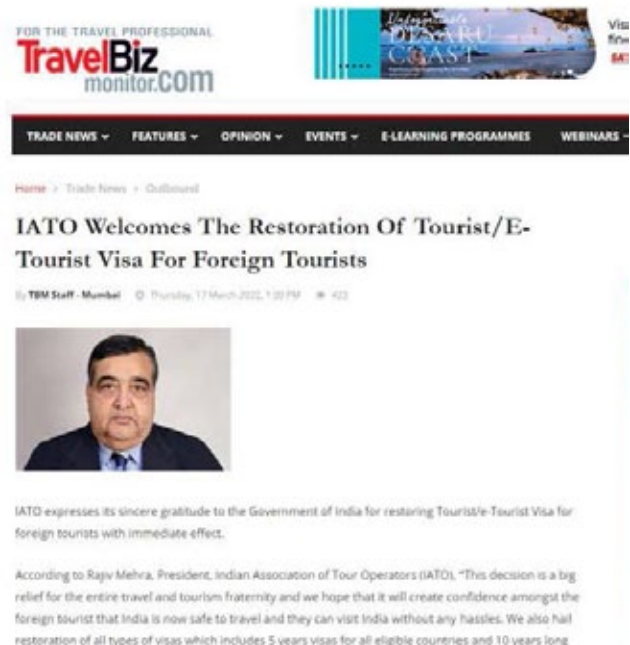 FOR THE TRAVEL PROFESSIONAL
TravelBiz
monitor.com
Unforgettable
DESARU
COAST
TRADE NEWS
FEATURES
OPINION
EVENTS
E-LEARNING PROGRAMMES
WEBINARS
Home > Trade News > Outbound
IATO Welcomes The Restoration Of Tourist/E-
Tourist Visa For Foreign Tourists
By TBM Staff - Mumbai Thursday, 17 March 2022, 1:00 PM
IATO expresses its sincere gratitude to the Government of India for restoring Tourist/e-Tourist Visa for
foreign tourists with immediate effect.
According to Rajiv Mehra, President, Indian Association of Tour Operators (IATO), "This decision is a big
relief for the entire travel and tourism fraternity and we hope that it will create confidence amongst the
foreign tourist that India is now safe to travel and they can visit India without any hassles. We also hail
restoration of all types of visas which includes 5 years visas for all eligible countries and 10 years long